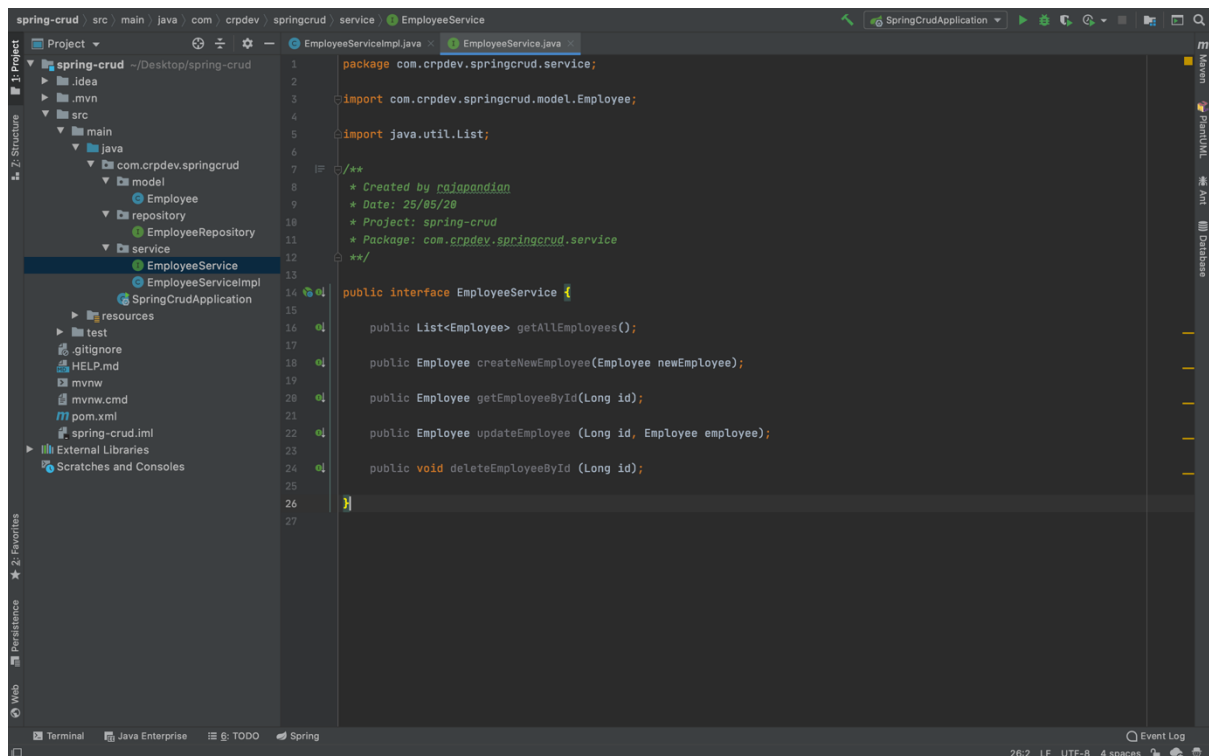 spring-crud src main java com crpdev springcrud service EmployeeService
SpringCrudApplication
1: Project
Z: Structure
2: Favorites
Persistence
Web
Project
spring-crud ~/Desktop/spring-crud
.idea
.mvn
src
main
java
com.crpdev.springcrud
model
Employee
repository
EmployeeRepository
service
EmployeeService
EmployeeServiceImpl
SpringCrudApplication
resources
test
.gitignore
HELP.md
mvnw
mvnw.cmd
pom.xml
spring-crud.iml
External Libraries
Scratches and Consoles
EmployeeServiceImpl.java EmployeeService.java
1 package com.crpdev.springcrud.service;
2
3 import com.crpdev.springcrud.model.Employee;
4
5 import java.util.List;
6
7 /**
8 * Created by rajapandian
9 * Date: 25/05/20
10 * Project: spring-crud
11 * Package: com.crpdev.springcrud.service
12 **/
13
14 public interface EmployeeService {
15
16 public List<Employee> getAllEmployees();
17
18 public Employee createNewEmployee(Employee newEmployee);
19
20 public Employee getEmployeeById(Long id);
21
22 public Employee updateEmployee (Long id, Employee employee);
23
24 public void deleteEmployeeById (Long id);
25
26 }
27
Maven
PlantUML
Ant
Database
Terminal Java Enterprise 6: TODO Spring Event Log
26:2 LF UTF-8 4 spaces